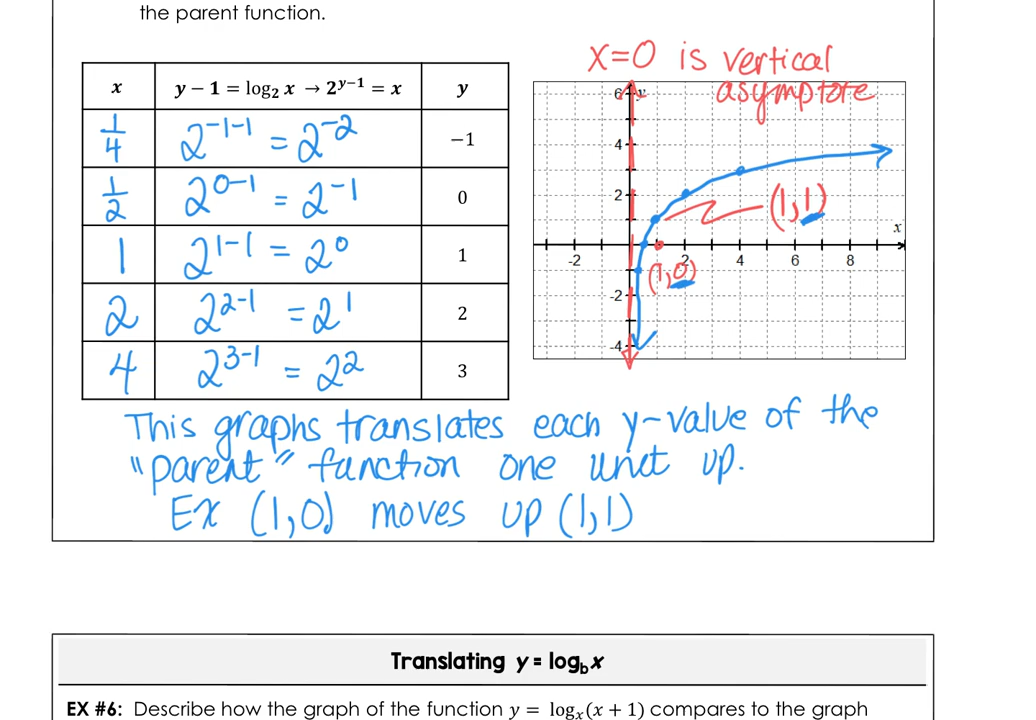 the parent function.
x = 0 is vertical
asymptote
x y − 1 = log₂ x → 2^(y−1) = x y
1/4 2^(-1-1) = 2^(-2) −1
1/2 2^(0-1) = 2^(-1) 0
1 2^(1-1) = 2^0 1
2 2^(2-1) = 2^1 2
4 2^(3-1) = 2^2 3
6 y
4
2
(1,1)
x
-2 2 4 6 8
(1,0)
-2
-4
This graphs translates each y-value of the
"parent" function one unit up.
Ex (1,0) moves up (1,1)
Translating y = log_b x
EX #6: Describe how the graph of the function y = logₓ(x + 1) compares to the graph